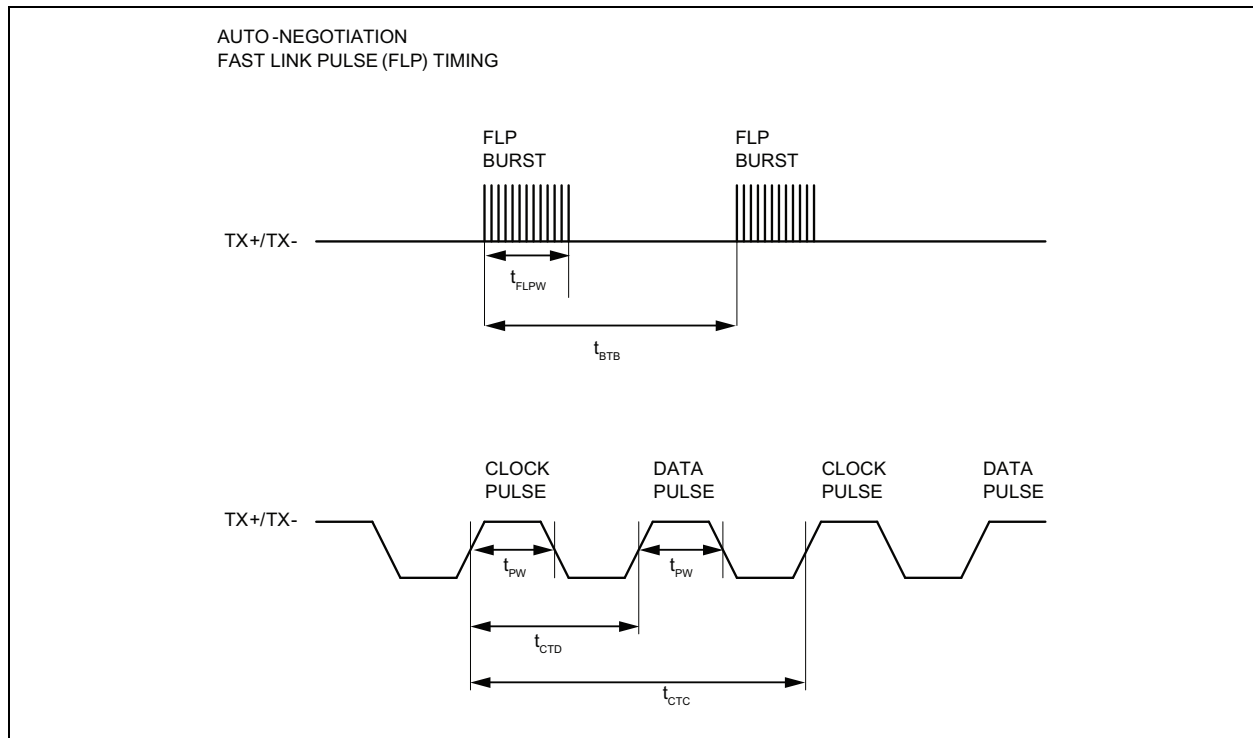 AUTO-NEGOTIATION
FAST LINK PULSE (FLP) TIMING
FLP
BURST
FLP
BURST
TX+/TX-
tFLPW
tBTB
CLOCK
PULSE
DATA
PULSE
CLOCK
PULSE
DATA
PULSE
TX+/TX-
tPW
tPW
tCTD
tCTC